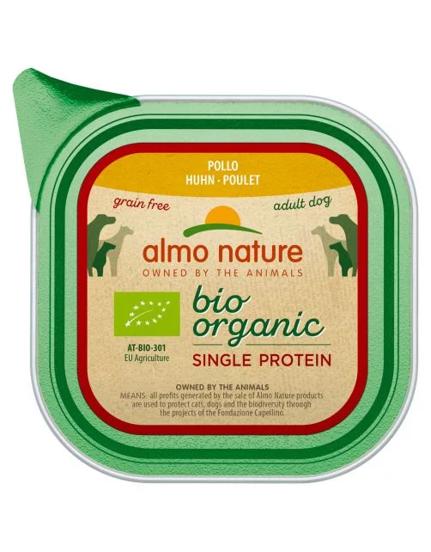 POLLO
HUHN - POULET
grain free
adult dog
almo nature
OWNED BY THE ANIMALS
bio
organic
AT-BIO-301
EU Agriculture
SINGLE PROTEIN
OWNED BY THE ANIMALS
MEANS: all profits generated by the sale of Almo Nature products
are used to protect cats, dogs and the biodiversity through
the projects of the Fondazione Capellino.